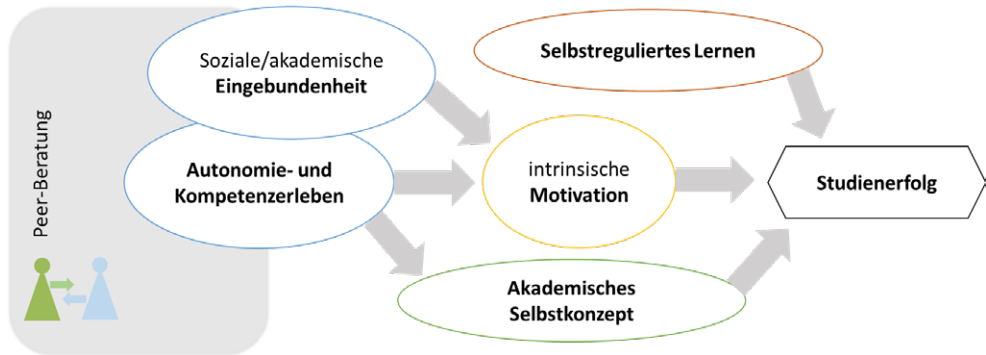 Peer-Beratung
Soziale/akademische
Eingebundenheit
Autonomie- und
Kompetenzerleben
Selbstreguliertes Lernen
intrinsische
Motivation
Akademisches
Selbstkonzept
Studienerfolg